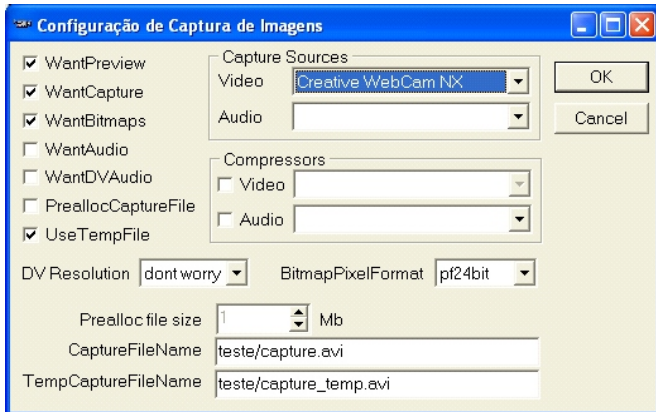 Configuração de Captura de Imagens
WantPreview
WantCapture
WantBitmaps
WantAudio
WantDVAudio
PreallocCaptureFile
UseTempFile
Capture Sources
Video Creative WebCam NX
Audio
Compressors
Video
Audio
OK
Cancel
DV Resolution dont worry BitmapPixelFormat pf24bit
Prealloc file size 1 Mb
CaptureFileName teste/capture.avi
TempCaptureFileName teste/capture_temp.avi